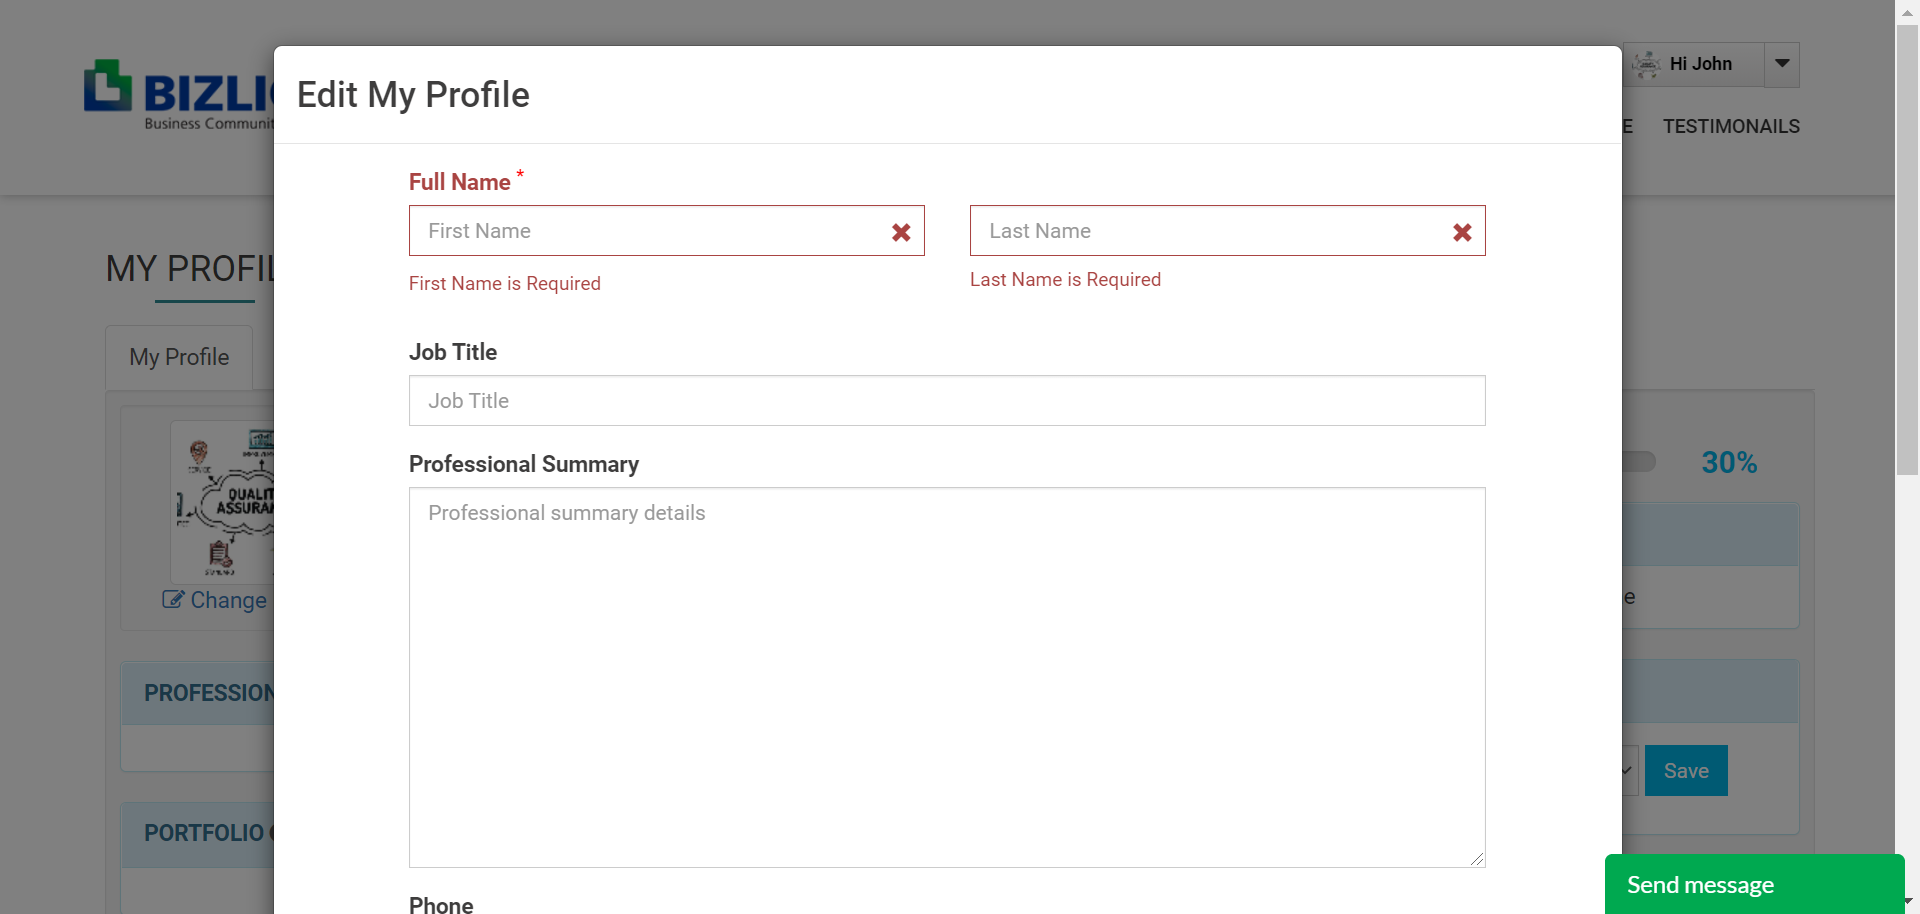 BIZLI
Business Communit
Hi John
E
TESTIMONAILS
Edit My Profile
Full Name *
First Name
Last Name
First Name is Required
Last Name is Required
MY PROFIL
My Profile
Job Title
Job Title
Professional Summary
Professional summary details
30%
QUALIT
ASSURAN
Change
e
PROFESSION
Save
PORTFOLIO
Phone
Send message